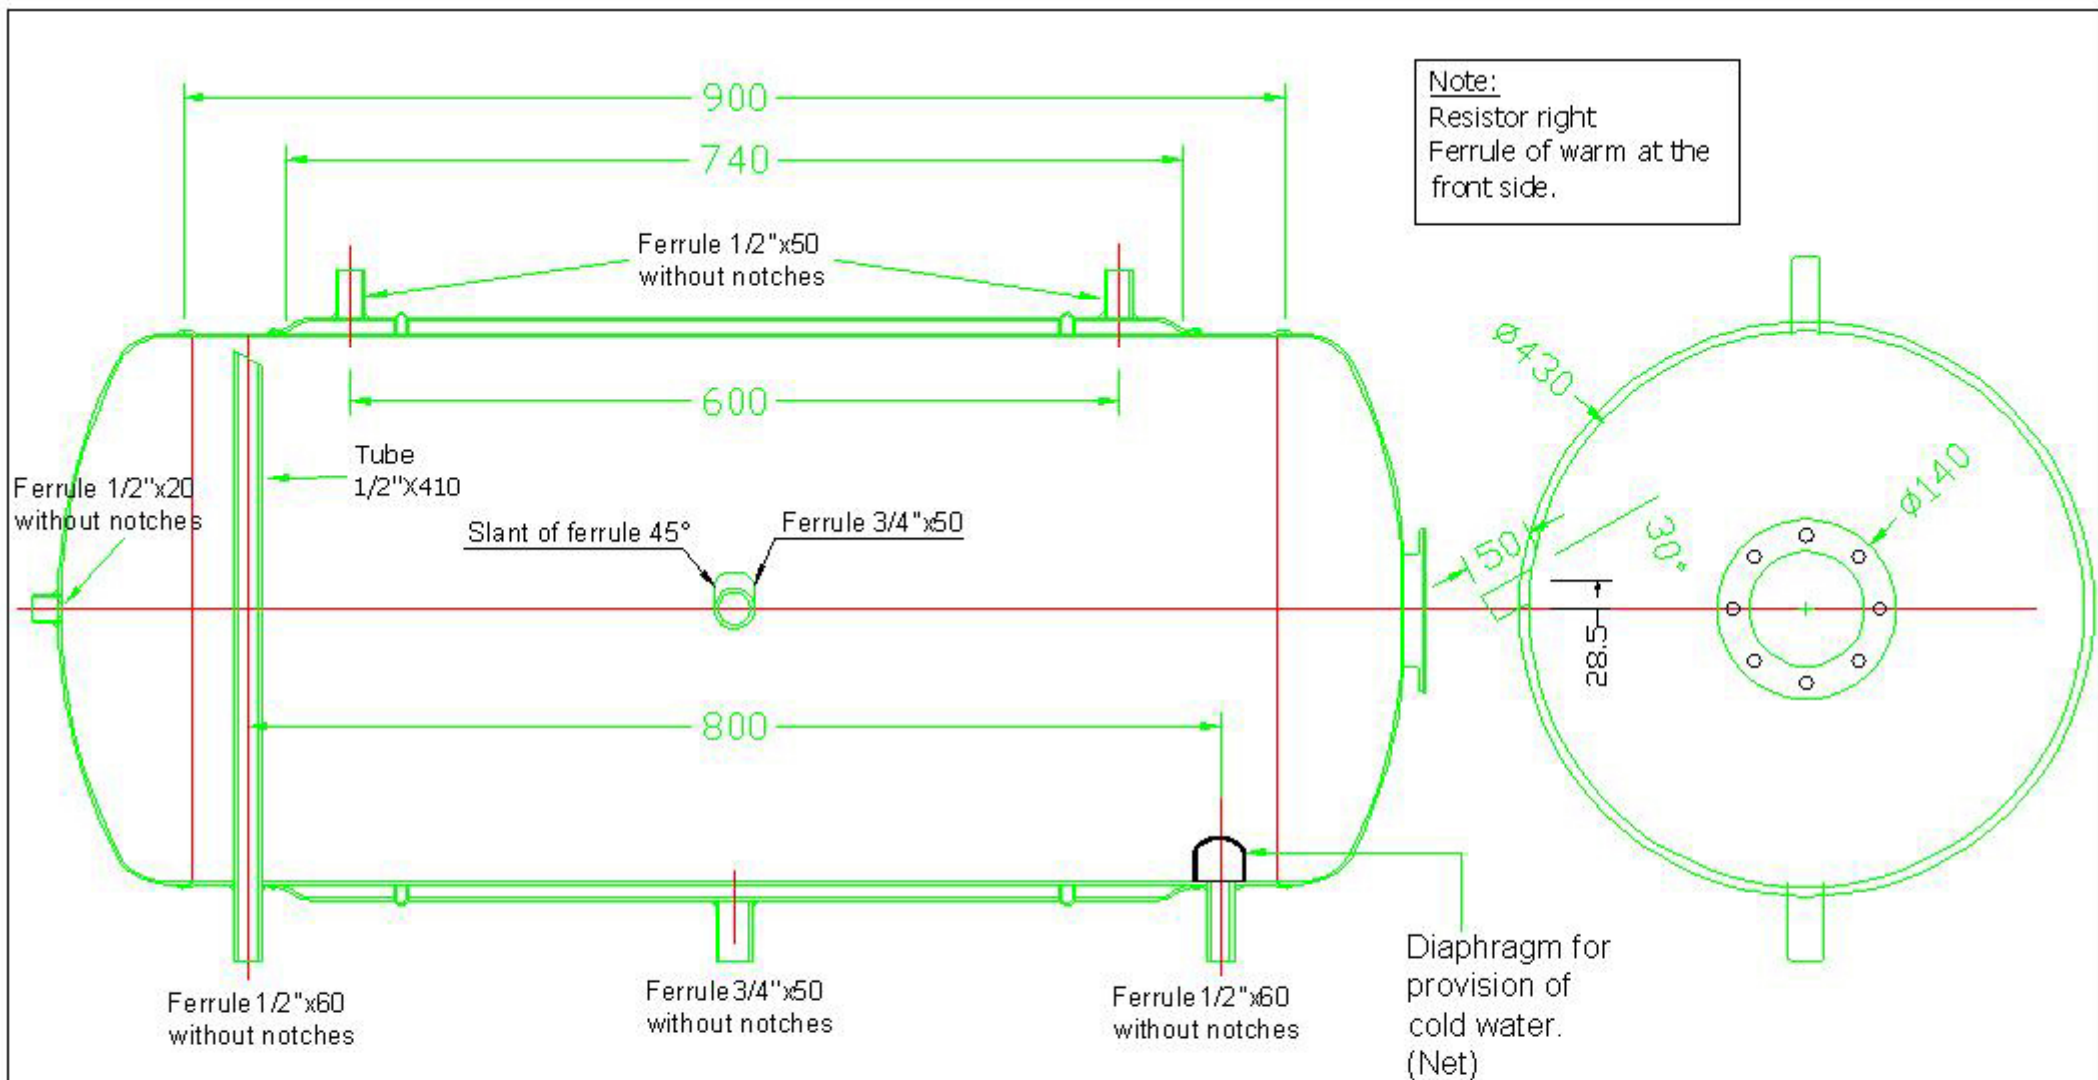 900
740
Note:
Resistor right
Ferrule of warm at the
front side.
Ferrule 1/2"x50
without notches
600
Ø430
Tube
1/2"X410
Ferrule 1/2"x20
without notches
Slant of ferrule 45°
Ferrule 3/4"x50
Ø140
50
30°
28.5
800
Diaphragm for
provision of
cold water.
(Net)
Ferrule 1/2"x60
without notches
Ferrule 3/4"x50
without notches
Ferrule 1/2"x60
without notches